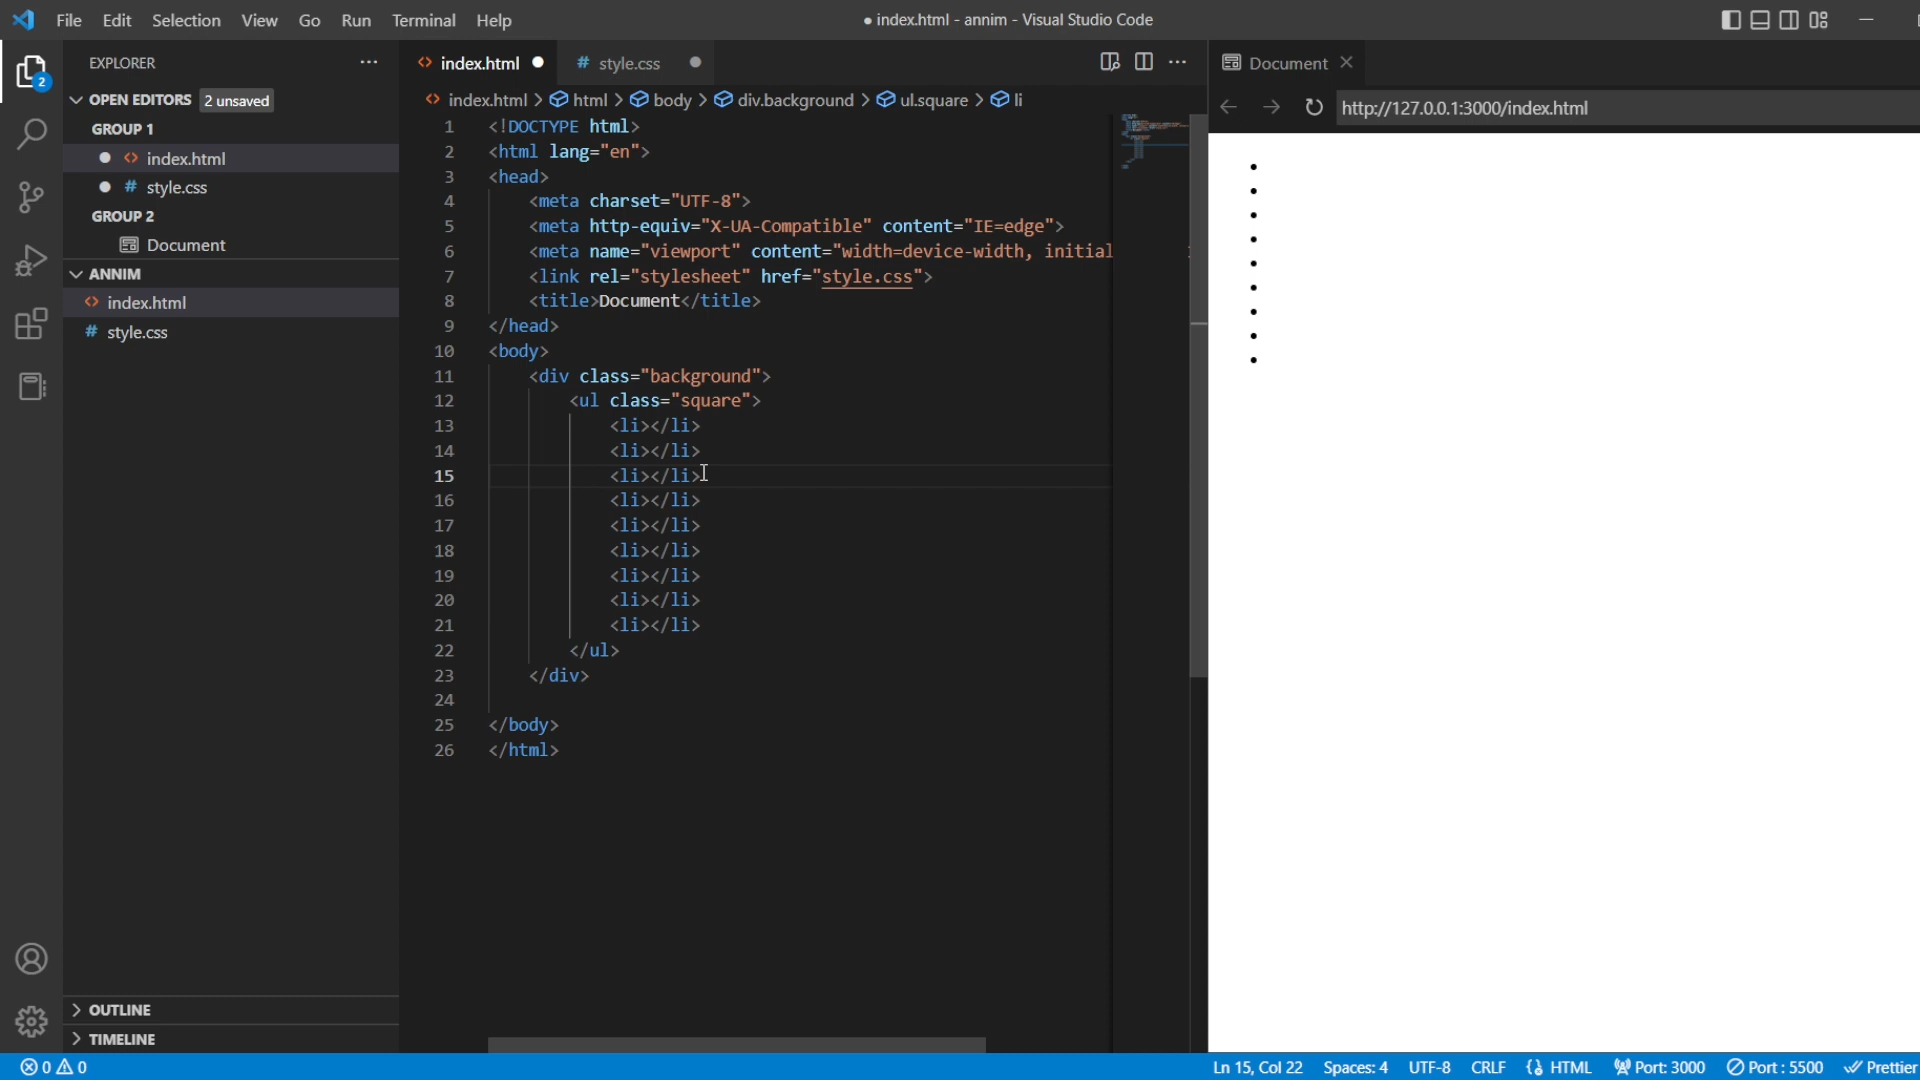 File Edit Selection View Go Run Terminal Help
● index.html - annim - Visual Studio Code
EXPLORER
OPEN EDITORS 2 unsaved
GROUP 1
index.html
# style.css
GROUP 2
Document
ANNIM
index.html
# style.css
OUTLINE
TIMELINE
2
index.html
# style.css
index.html > html > body > div.background > ul.square > li
1 <!DOCTYPE html>
2 <html lang="en">
3 <head>
4 <meta charset="UTF-8">
5 <meta http-equiv="X-UA-Compatible" content="IE=edge">
6 <meta name="viewport" content="width=device-width, initial
7 <link rel="stylesheet" href="style.css">
8 <title>Document</title>
9 </head>
10 <body>
11 <div class="background">
12 <ul class="square">
13 <li></li>
14 <li></li>
15 <li></li>
16 <li></li>
17 <li></li>
18 <li></li>
19 <li></li>
20 <li></li>
21 <li></li>
22 </ul>
23 </div>
24
25 </body>
26 </html>
Document
http://127.0.0.1:3000/index.html
0 0
Ln 15, Col 22 Spaces: 4 UTF-8 CRLF HTML Port: 3000 Port : 5500 Prettier